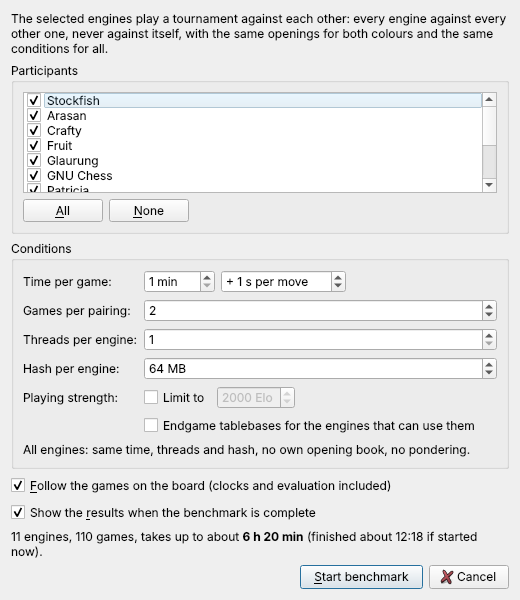 The selected engines play a tournament against each other: every engine against every
other one, never against itself, with the same openings for both colours and the same
conditions for all.
Participants
Stockfish
Arasan
Crafty
Fruit
Glaurung
GNU Chess
Patricia
All
None
Conditions
Time per game: 1 min + 1 s per move
Games per pairing: 2
Threads per engine: 1
Hash per engine: 64 MB
Playing strength: Limit to 2000 Elo
Endgame tablebases for the engines that can use them
All engines: same time, threads and hash, no own opening book, no pondering.
Follow the games on the board (clocks and evaluation included)
Show the results when the benchmark is complete
11 engines, 110 games, takes up to about 6 h 20 min (finished about 12:18 if started
now).
Start benchmark
Cancel